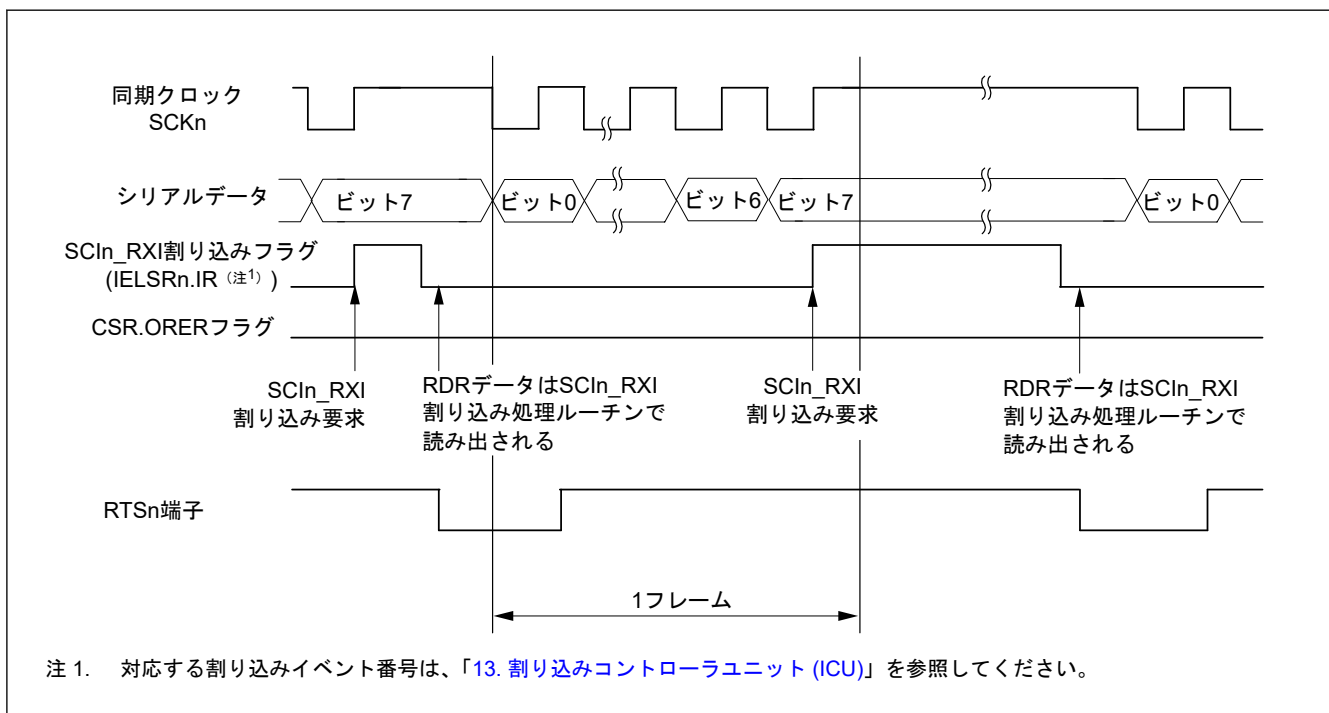 同期クロック
SCKn
シリアルデータ
ビット7
ビット0
ビット6
ビット7
ビット0
SCIn_RXI割り込みフラグ
(IELSRn.IR（注1）)
CSR.ORERフラグ
SCIn_RXI
割り込み要求
RDRデータはSCIn_RXI
割り込み処理ルーチンで
読み出される
SCIn_RXI
割り込み要求
RDRデータはSCIn_RXI
割り込み処理ルーチンで
読み出される
RTSn端子
1フレーム
注 1. 対応する割り込みイベント番号は、「13. 割り込みコントローラユニット (ICU)」を参照してください。